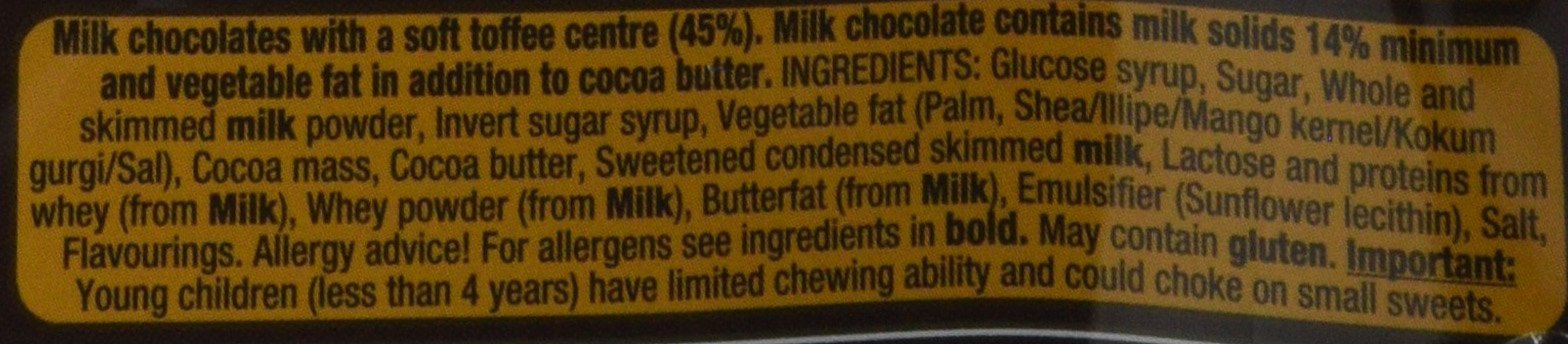 Milk chocolates with a soft toffee centre (45%). Milk chocolate contains milk solids 14% minimum
and vegetable fat in addition to cocoa butter. INGREDIENTS: Glucose syrup, Sugar, Whole and
skimmed milk powder, Invert sugar syrup, Vegetable fat (Palm, Shea/Illipe/Mango kernel/Kokum
gurgi/Sal), Cocoa mass, Cocoa butter, Sweetened condensed skimmed milk, Lactose and proteins from
whey (from Milk), Whey powder (from Milk), Butterfat (from Milk), Emulsifier (Sunflower lecithin), Salt,
Flavourings. Allergy advice! For allergens see ingredients in bold. May contain gluten. Important:
Young children (less than 4 years) have limited chewing ability and could choke on small sweets.